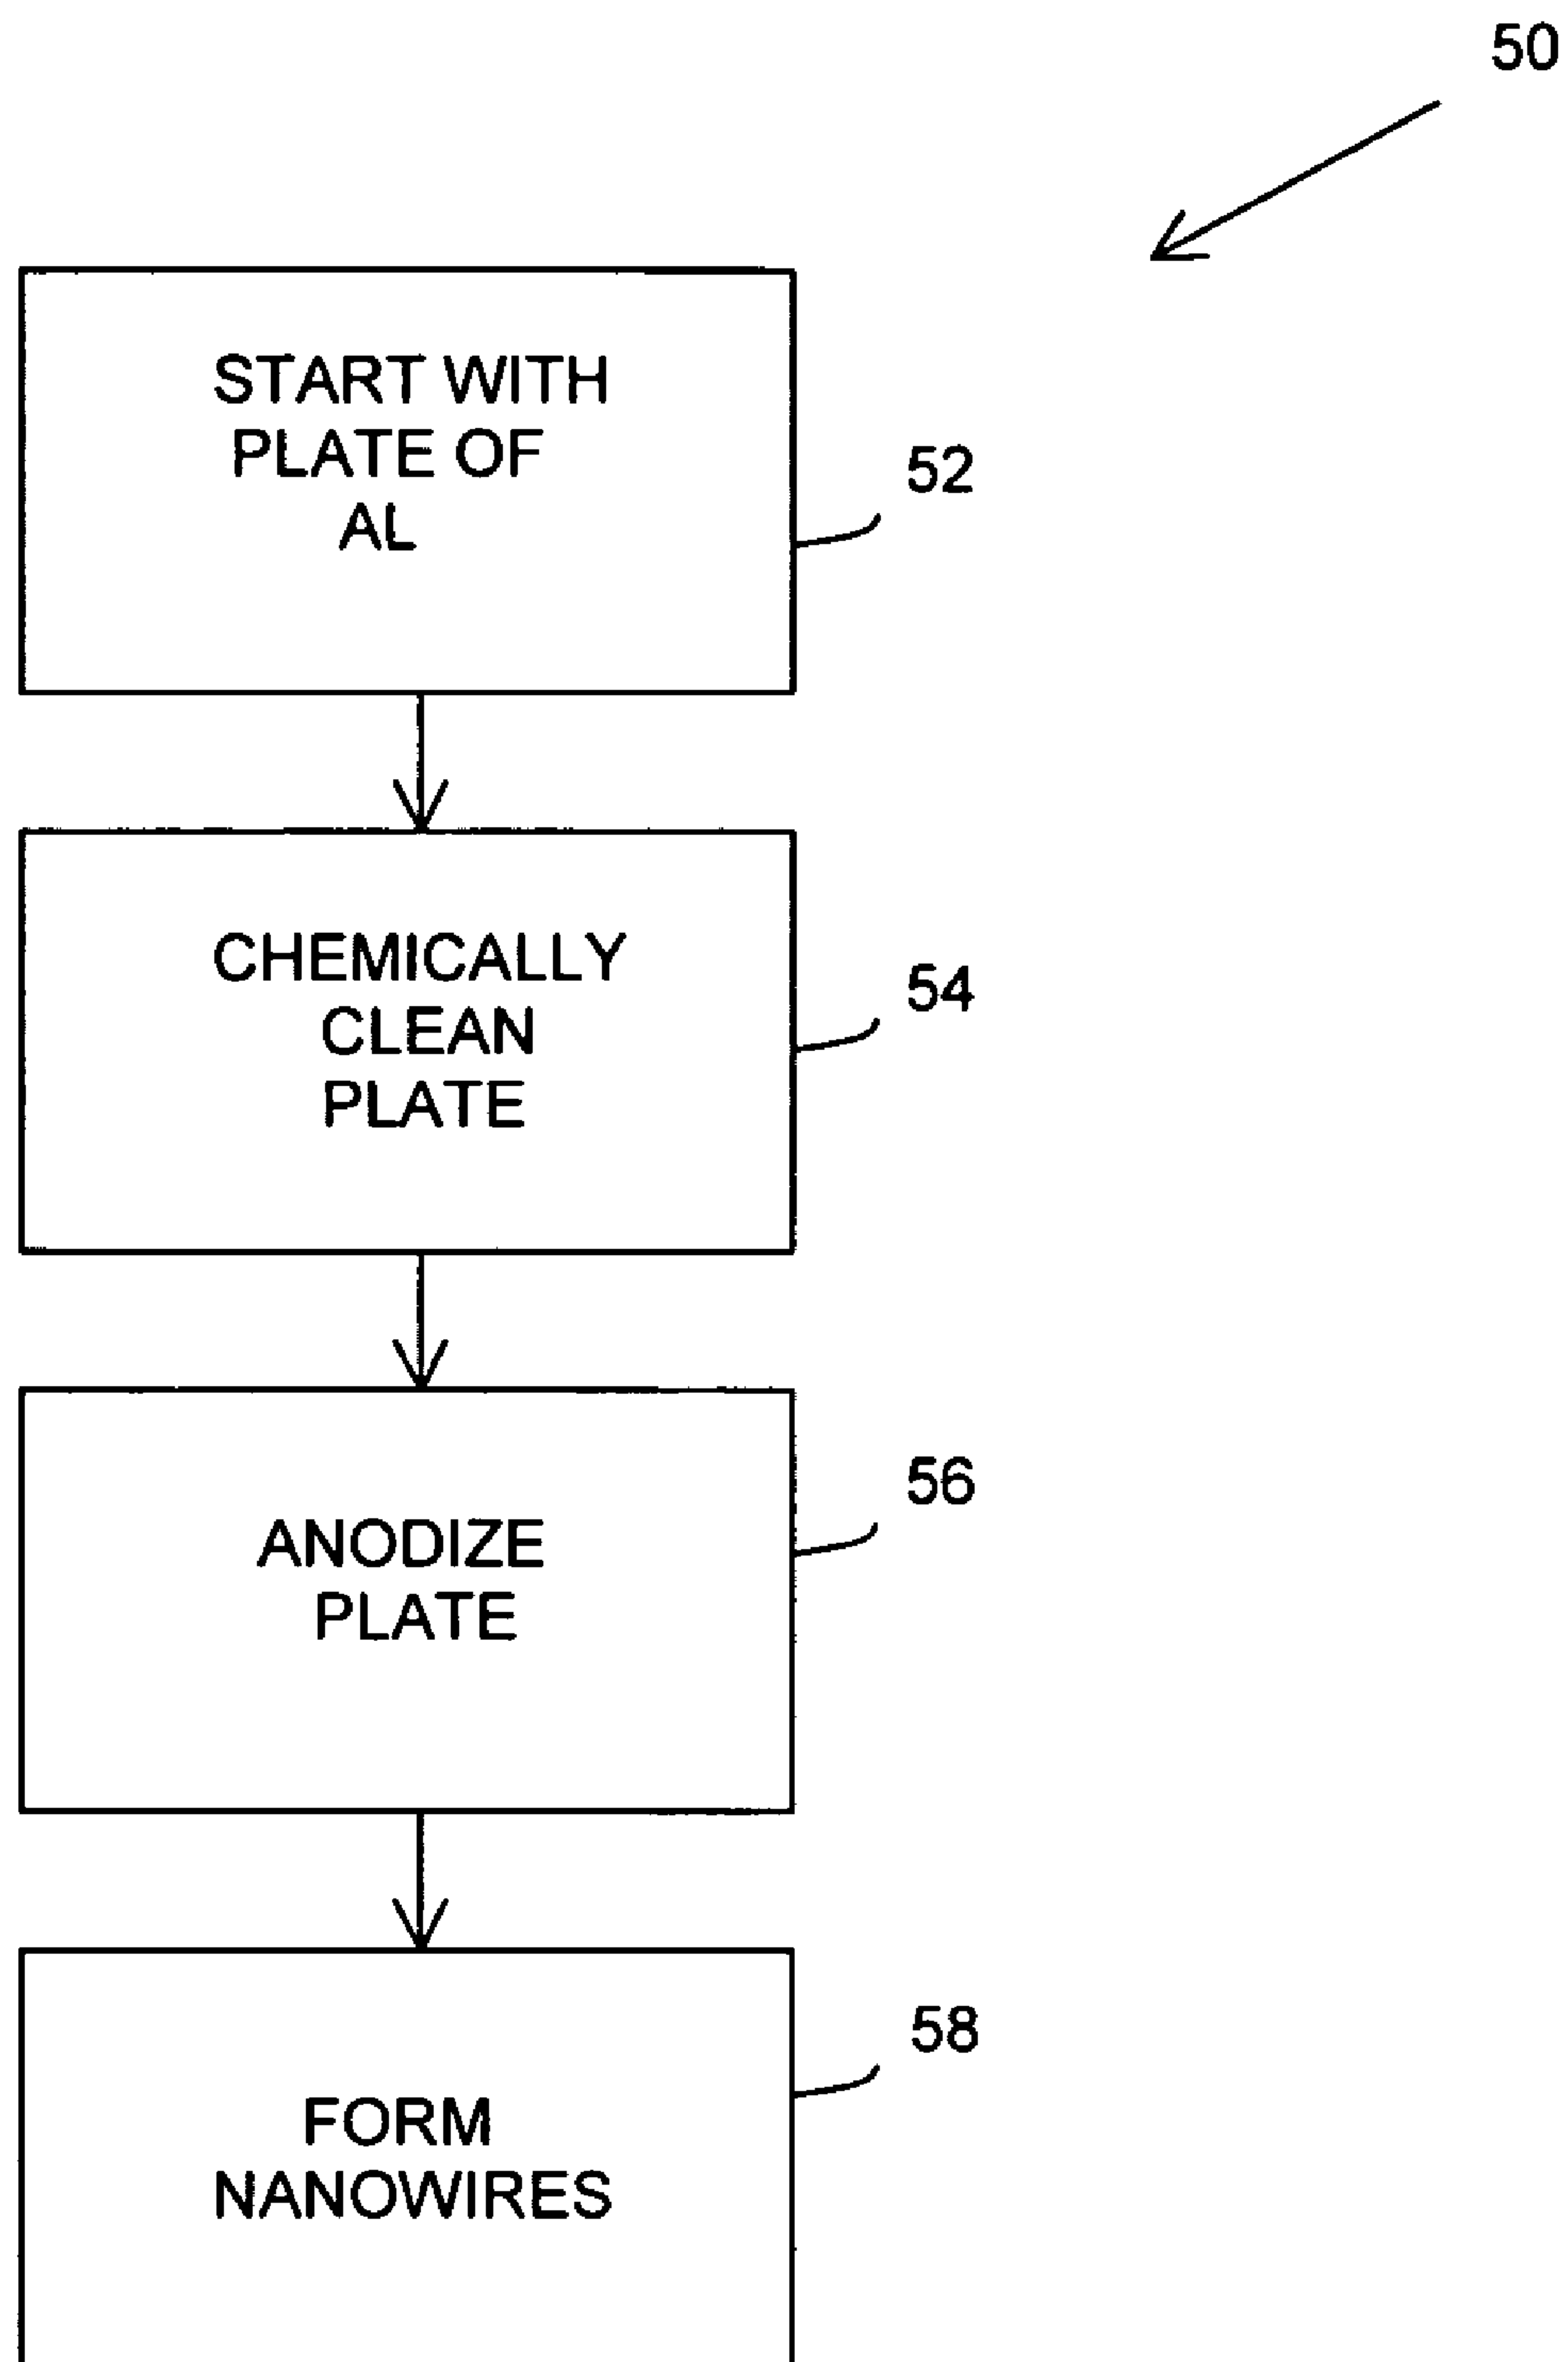 50
START WITH
PLATE OF
AL
52
CHEMICALLY
CLEAN
PLATE
54
ANODIZE
PLATE
56
FORM
NANOWIRES
58